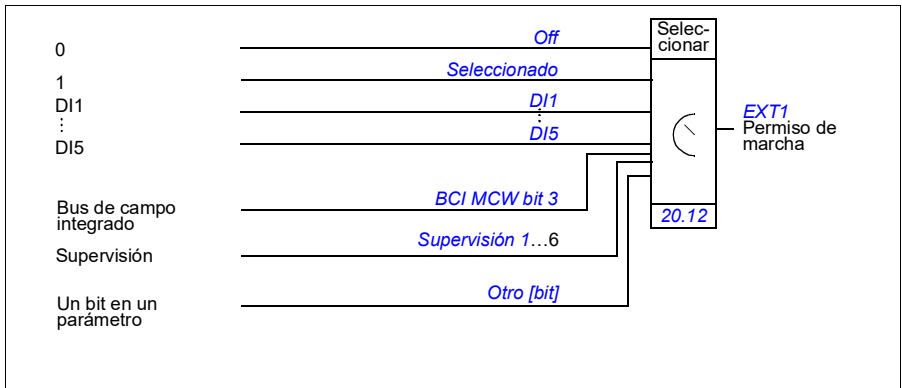 0
Off
Selec-
cionar
1
Seleccionado
DI1
DI1
DI5
DI5
EXT1
Permiso de
marcha
Bus de campo
integrado
BCI MCW bit 3
20.12
Supervisión
Supervisión 1...6
Un bit en un
parámetro
Otro [bit]